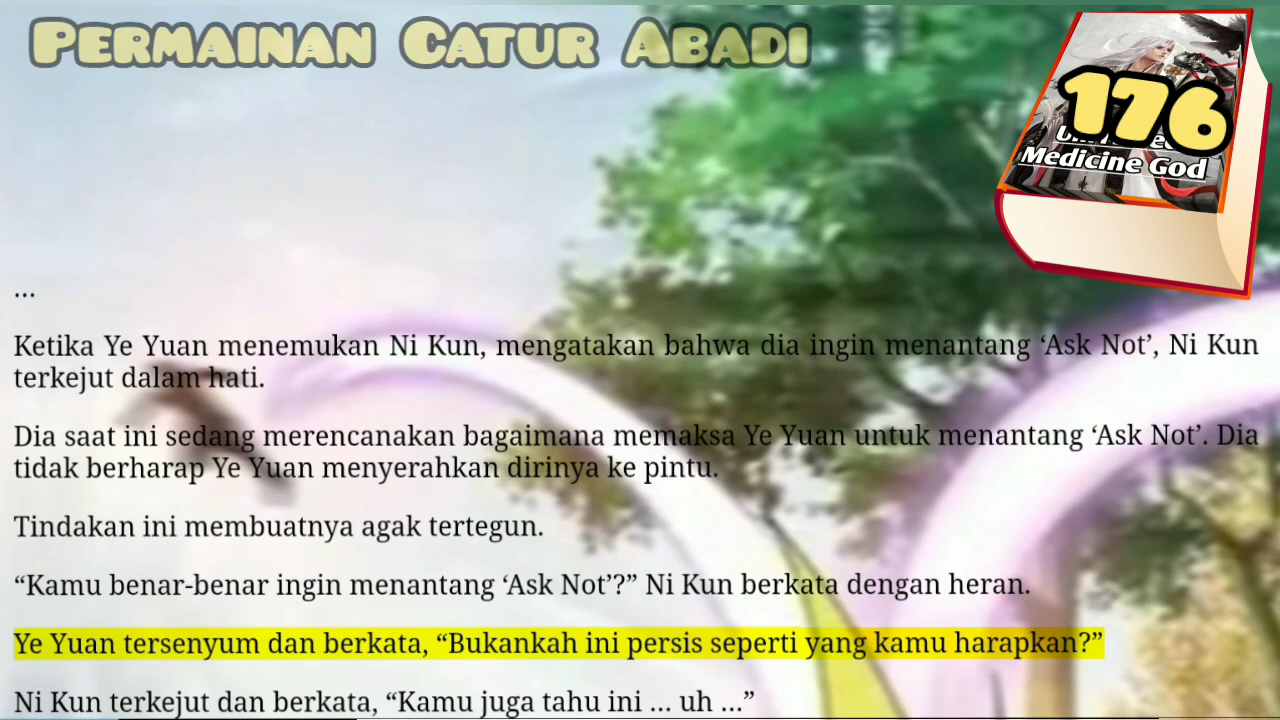 Permainan Catur Abadi
176
Medicine God
...
Ketika Ye Yuan menemukan Ni Kun, mengatakan bahwa dia ingin menantang ‘Ask Not’, Ni Kun
terkejut dalam hati.
Dia saat ini sedang merencanakan bagaimana memaksa Ye Yuan untuk menantang ‘Ask Not’. Dia
tidak berharap Ye Yuan menyerahkan dirinya ke pintu.
Tindakan ini membuatnya agak tertegun.
“Kamu benar-benar ingin menantang ‘Ask Not’?” Ni Kun berkata dengan heran.
Ye Yuan tersenyum dan berkata, “Bukankah ini persis seperti yang kamu harapkan?”
Ni Kun terkejut dan berkata, “Kamu juga tahu ini ... uh ...”